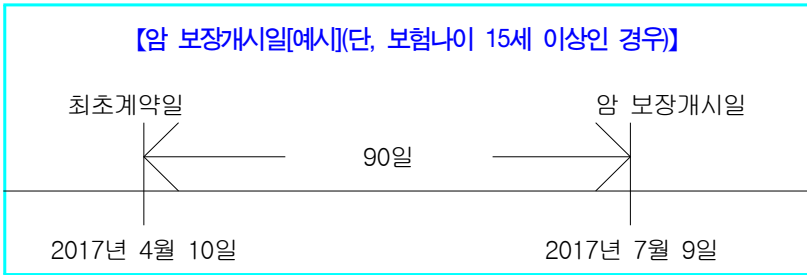 【암 보장개시일[예시](단, 보험나이 15세 이상인 경우)】
최초계약일 암 보장개시일
90일
2017년 4월 10일 2017년 7월 9일